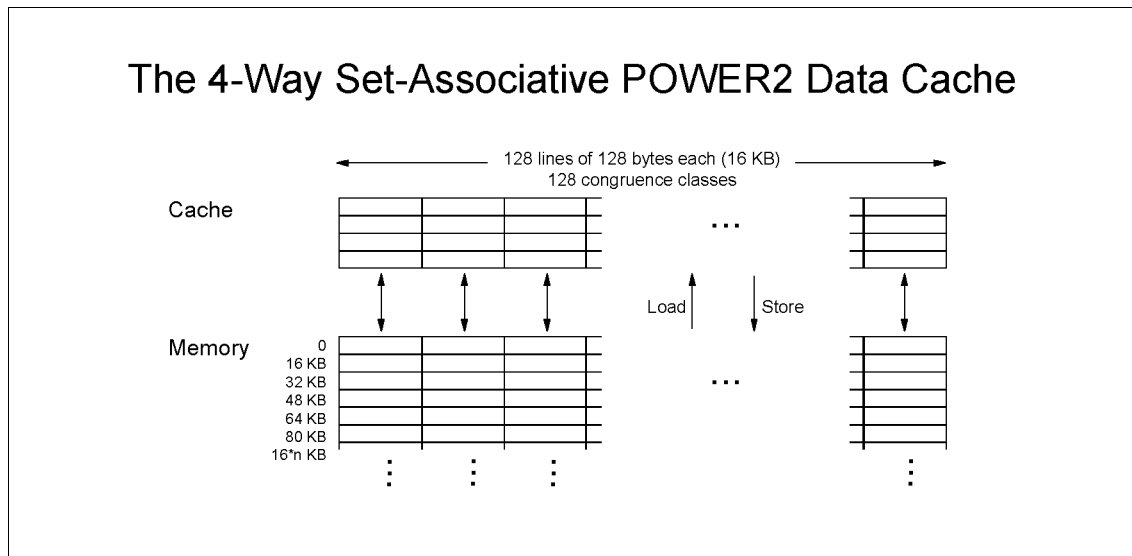 The 4-Way Set-Associative POWER2 Data Cache
128 lines of 128 bytes each (16 KB)
128 congruence classes
Cache
...
Load
Store
Memory
0
16 KB
32 KB
...
48 KB
64 KB
80 KB
16*n KB